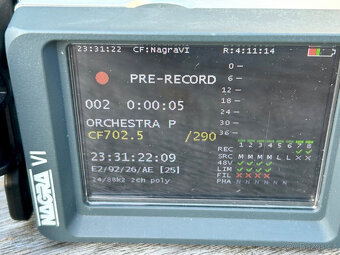 23:31:22 CF:NagraVI R:4:11:14
PRE-RECORD
002 0:00:05
ORCHESTRA P
CF702.5 /290
23:31:22:09
E2/92/26/AE [25]
24/88k2 2ch poly
0
6
12
18
24
30
36
1 2 3 4 5 6 7 8
REC
SRC M M M M L L X X
48V
LIM
FIL
PHA N N N N
NAGRA VI